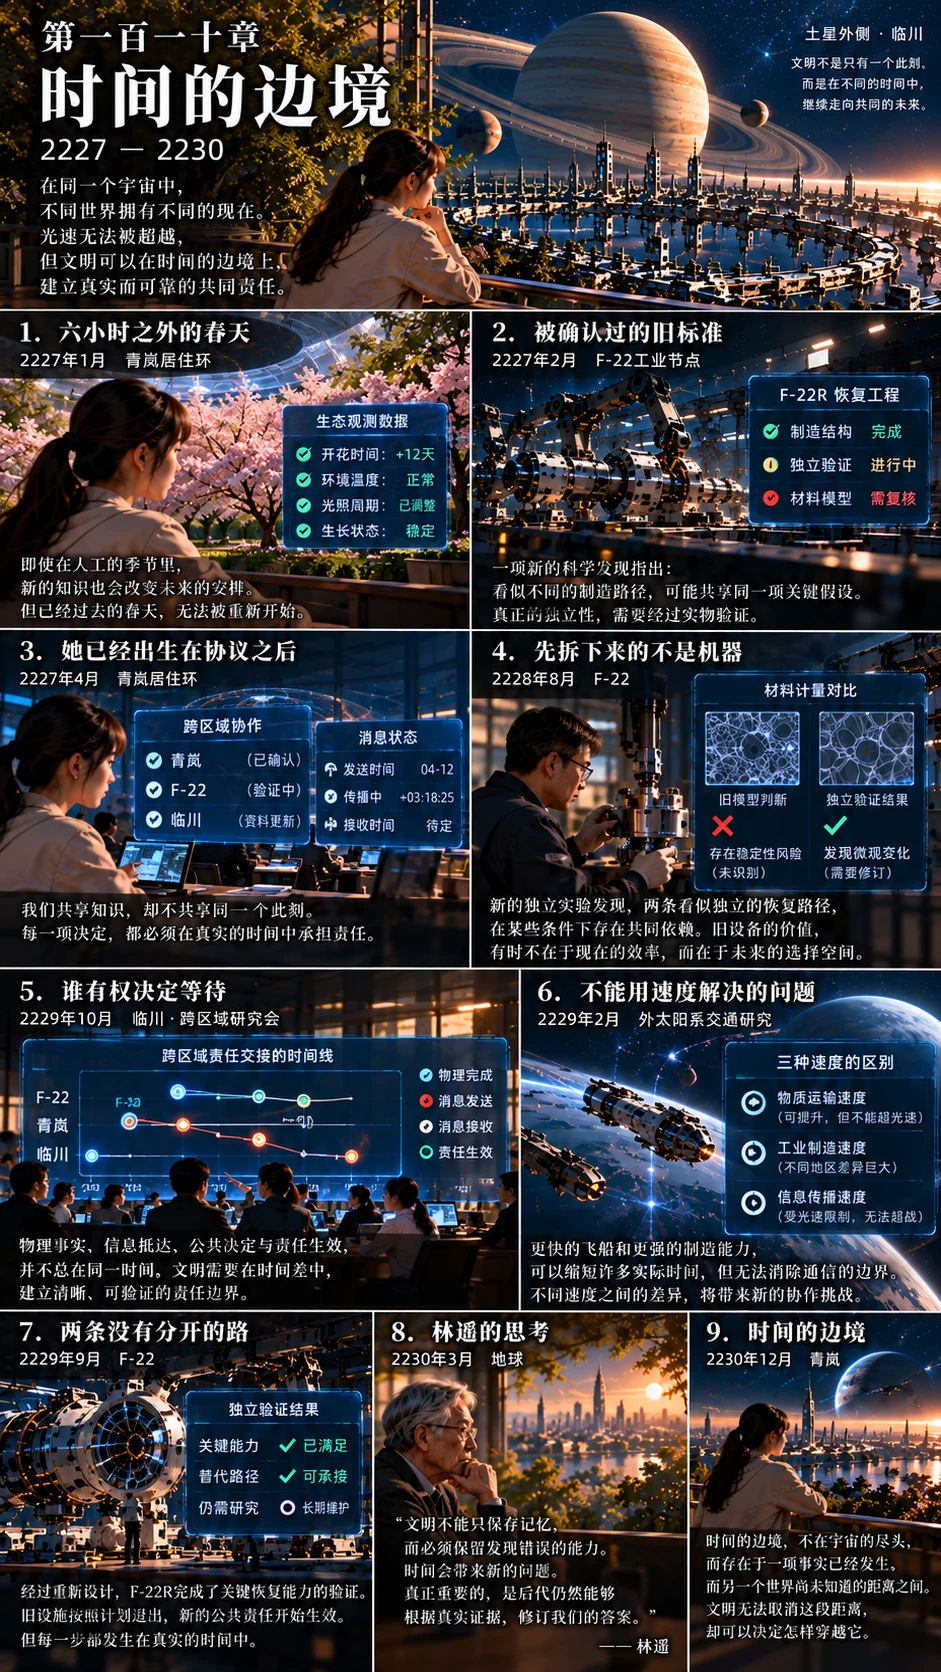 第一百一十章
时间的边境
2227 — 2230
在同一个宇宙中，
不同世界拥有不同的现在。
光速无法被超越，
但文明可以在时间的边境上，
建立真实而可靠的共同责任。
土星外侧 · 临川
文明不是只有一个此刻。
而是在不同的时间中，
继续走向共同的未来。
1. 六小时之外的春天
2227年1月 青岚居住环
生态观测数据
开花时间： +12天
环境温度： 正常
光照周期： 已调整
生长状态： 稳定
即使在人工的季节里，
新的知识也会改变未来的安排。
但已经过去的春天，无法被重新开始。
2. 被确认过的旧标准
2227年2月 F-22工业节点
F-22R 恢复工程
制造结构 完成
独立验证 进行中
材料模型 需复核
一项新的科学发现指出：
看似不同的制造路径，可能共享同一项关键假设。
真正的独立性，需要经过实物验证。
3. 她已经出生在协议之后
2227年4月 青岚居住环
跨区域协作
青岚 （已确认）
F-22 （验证中）
临川 （资料更新）
消息状态
发送时间 04-12
传播中 +03:18:25
接收时间 待定
我们共享知识，却不共享同一个此刻。
每一项决定，都必须在真实的时间中承担责任。
4. 先拆下来的不是机器
2228年8月 F-22
材料计量对比
旧模型判断 独立验证结果
存在稳定性风险 发现微观变化
（未识别） （需要修订）
新的独立实验发现，两条看似独立的恢复路径，
在某些条件下存在共同依赖。旧设备的价值，
有时不在于现在的效率，而在于未来的选择空间。
5. 谁有权决定等待
2229年10月 临川 · 跨区域研究会
跨区域责任交接的时间线
F-22
青岚
临川
物理完成
消息发送
消息接收
责任生效
物理事实、信息抵达、公共决定与责任生效，
并不总在同一时间。文明需要在时间差中，
建立清晰、可验证的责任边界。
6. 不能用速度解决的问题
2229年2月 外太阳系交通研究
三种速度的区别
物质运输速度
（可提升，但不能超光速）
工业制造速度
（不同地区差异巨大）
信息传播速度
（受光速限制，无法超战）
更快的飞船和更强的制造能力，
可以缩短许多实际时间，但无法消除通信的边界。
不同速度之间的差异，将带来新的协作挑战。
7. 两条没有分开的路
2229年9月 F-22
独立验证结果
关键能力 已满足
替代路径 可承接
仍需研究 长期维护
经过重新设计，F-22R完成了关键恢复能力的验证。
旧设施按照计划退出，新的公共责任开始生效。
但每一步都发生在真实的时间中。
8. 林遥的思考
2230年3月 地球
“文明不能只保存记忆，
而必须保留发现错误的能力。
时间会带来新的问题。
真正重要的，是后代仍然能够
根据真实证据，修订我们的答案。”
—— 林遥
9. 时间的边境
2230年12月 青岚
时间的边境，不在宇宙的尽头，
而存在于一项事实已经发生，
而另一个世界尚未知道的距离之间。
文明无法取消这段距离，
却可以决定怎样穿越它。